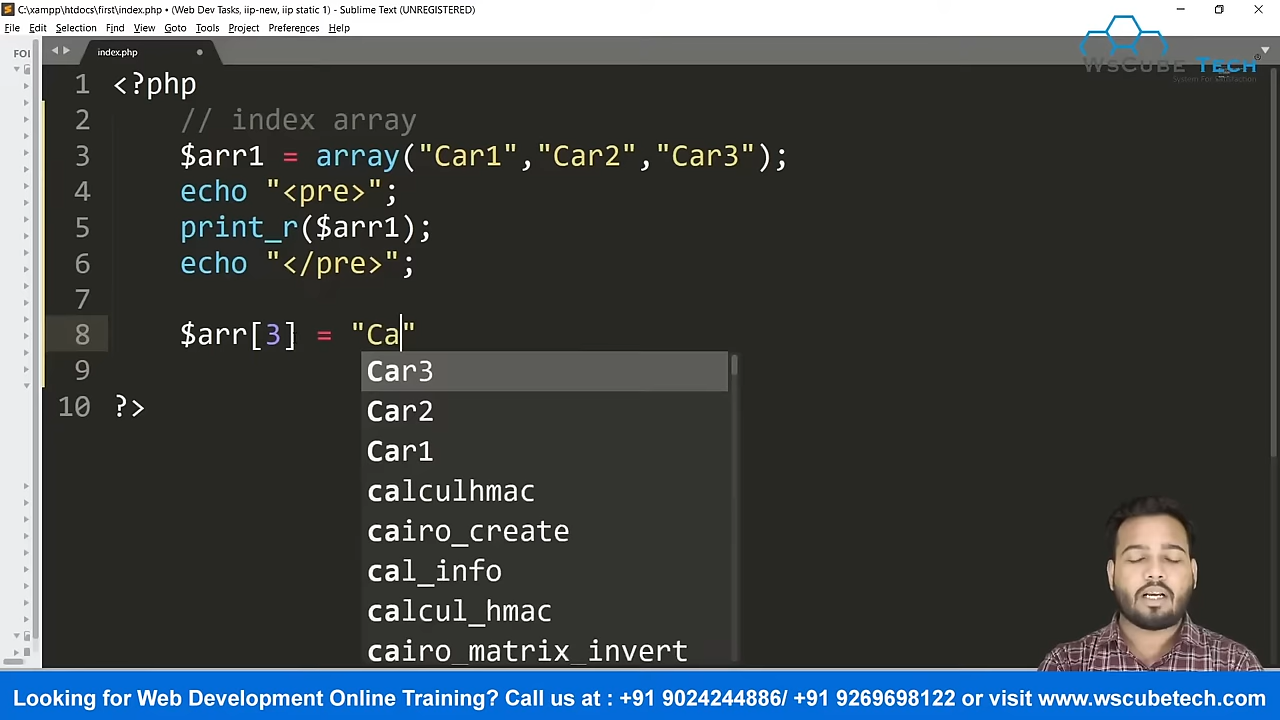 C:\xampp\htdocs\first\index.php • (Web Dev Tasks, iip-new, iip static 1) - Sublime Text (UNREGISTERED)
File Edit Selection Find View Goto Tools Project Preferences Help
FOL
index.php
WsCube Tech
System For Satisfaction
1 <?php
2 // index array
3 $arr1 = array("Car1","Car2","Car3");
4 echo "<pre>";
5 print_r($arr1);
6 echo "</pre>";
7
8 $arr[3] = "Ca"
9
10 ?>
Car3
Car2
Car1
calculhmac
cairo_create
cal_info
calcul_hmac
cairo_matrix_invert
Looking for Web Development Online Training? Call us at : +91 9024244886/ +91 9269698122 or visit www.wscubetech.com